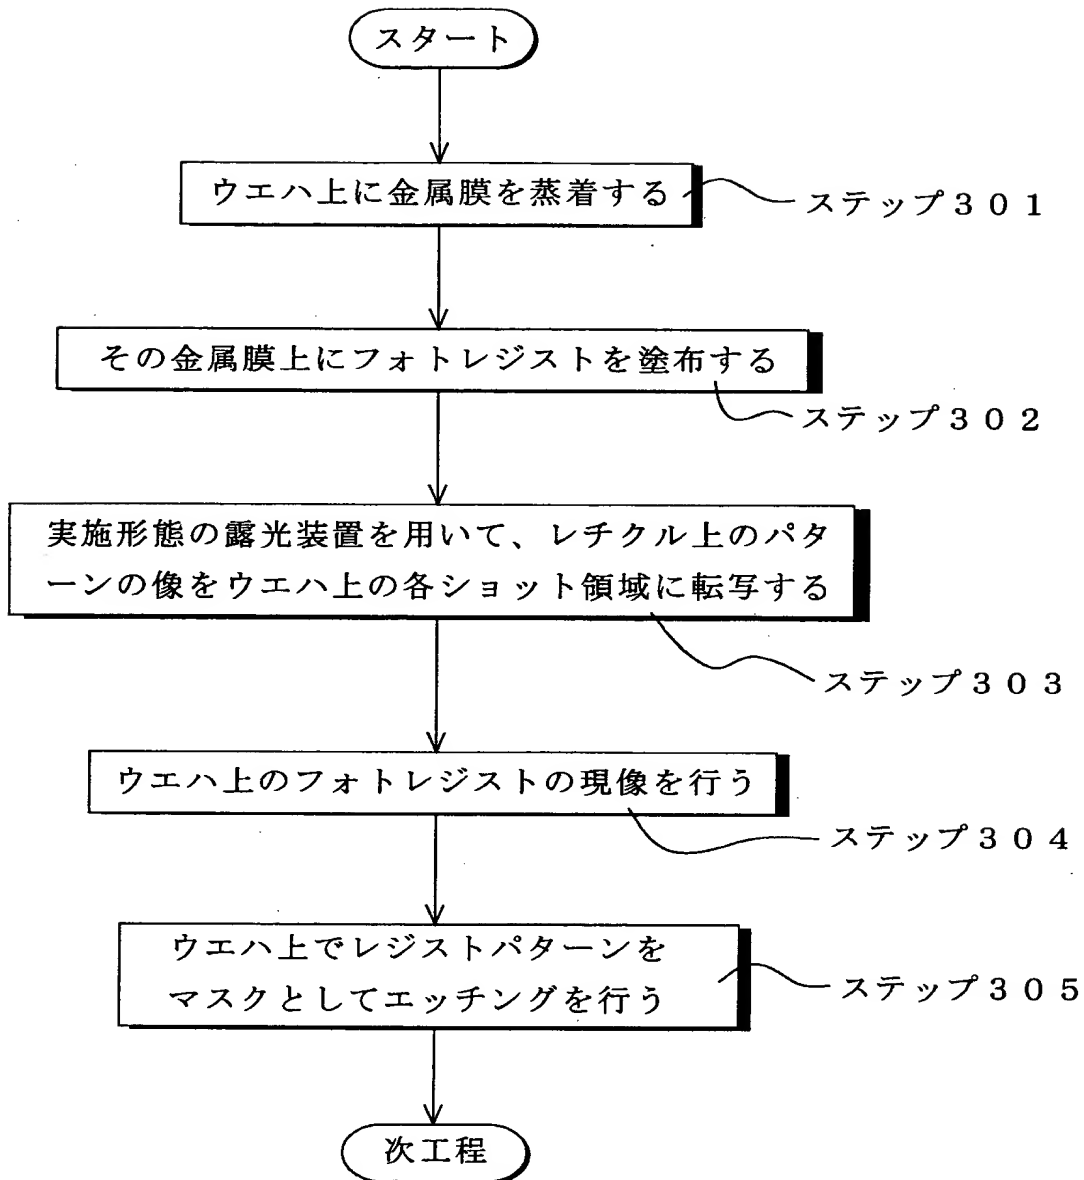 スタート
ウエハ上に金属膜を蒸着する
ステップ３０１
その金属膜上にフォトレジストを塗布する
ステップ３０２
実施形態の露光装置を用いて、レチクル上のパタ
ーンの像をウエハ上の各ショット領域に転写する
ステップ３０３
ウエハ上のフォトレジストの現像を行う
ステップ３０４
ウエハ上でレジストパターンを
マスクとしてエッチングを行う
ステップ３０５
次工程